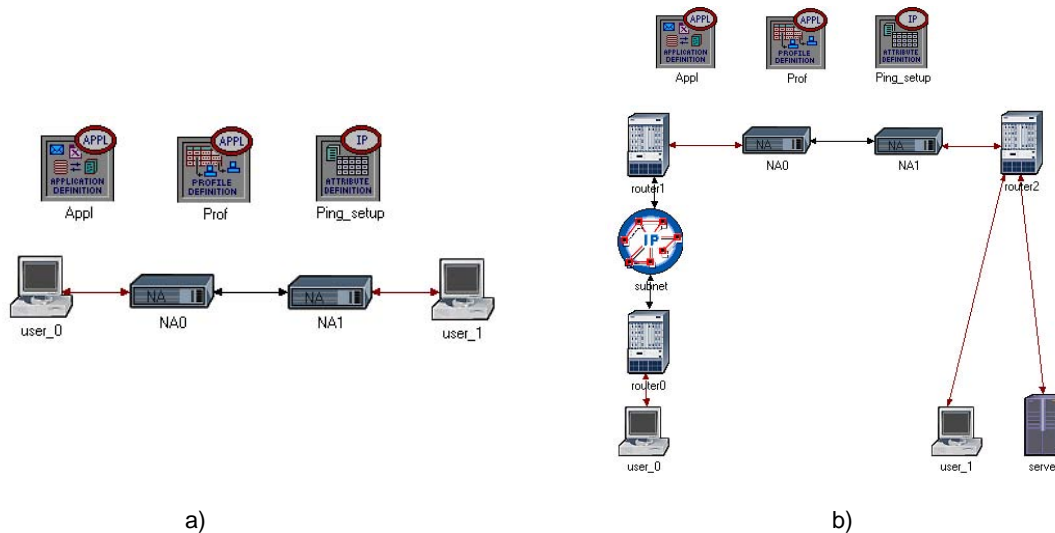 APPL
APPLICATION
DEFINITION
Appl
APPL
PROFILE
DEFINITION
Prof
IP
ATTRIBUTE
DEFINITION
Ping_setup
user_0
NA
NA0
NA
NA1
user_1
a)
APPL
APPLICATION
DEFINITION
Appl
APPL
PROFILE
DEFINITION
Prof
IP
ATTRIBUTE
DEFINITION
Ping_setup
router1
NA
NA0
NA
NA1
router2
IP
subnet
router0
user_0
user_1
serve
b)